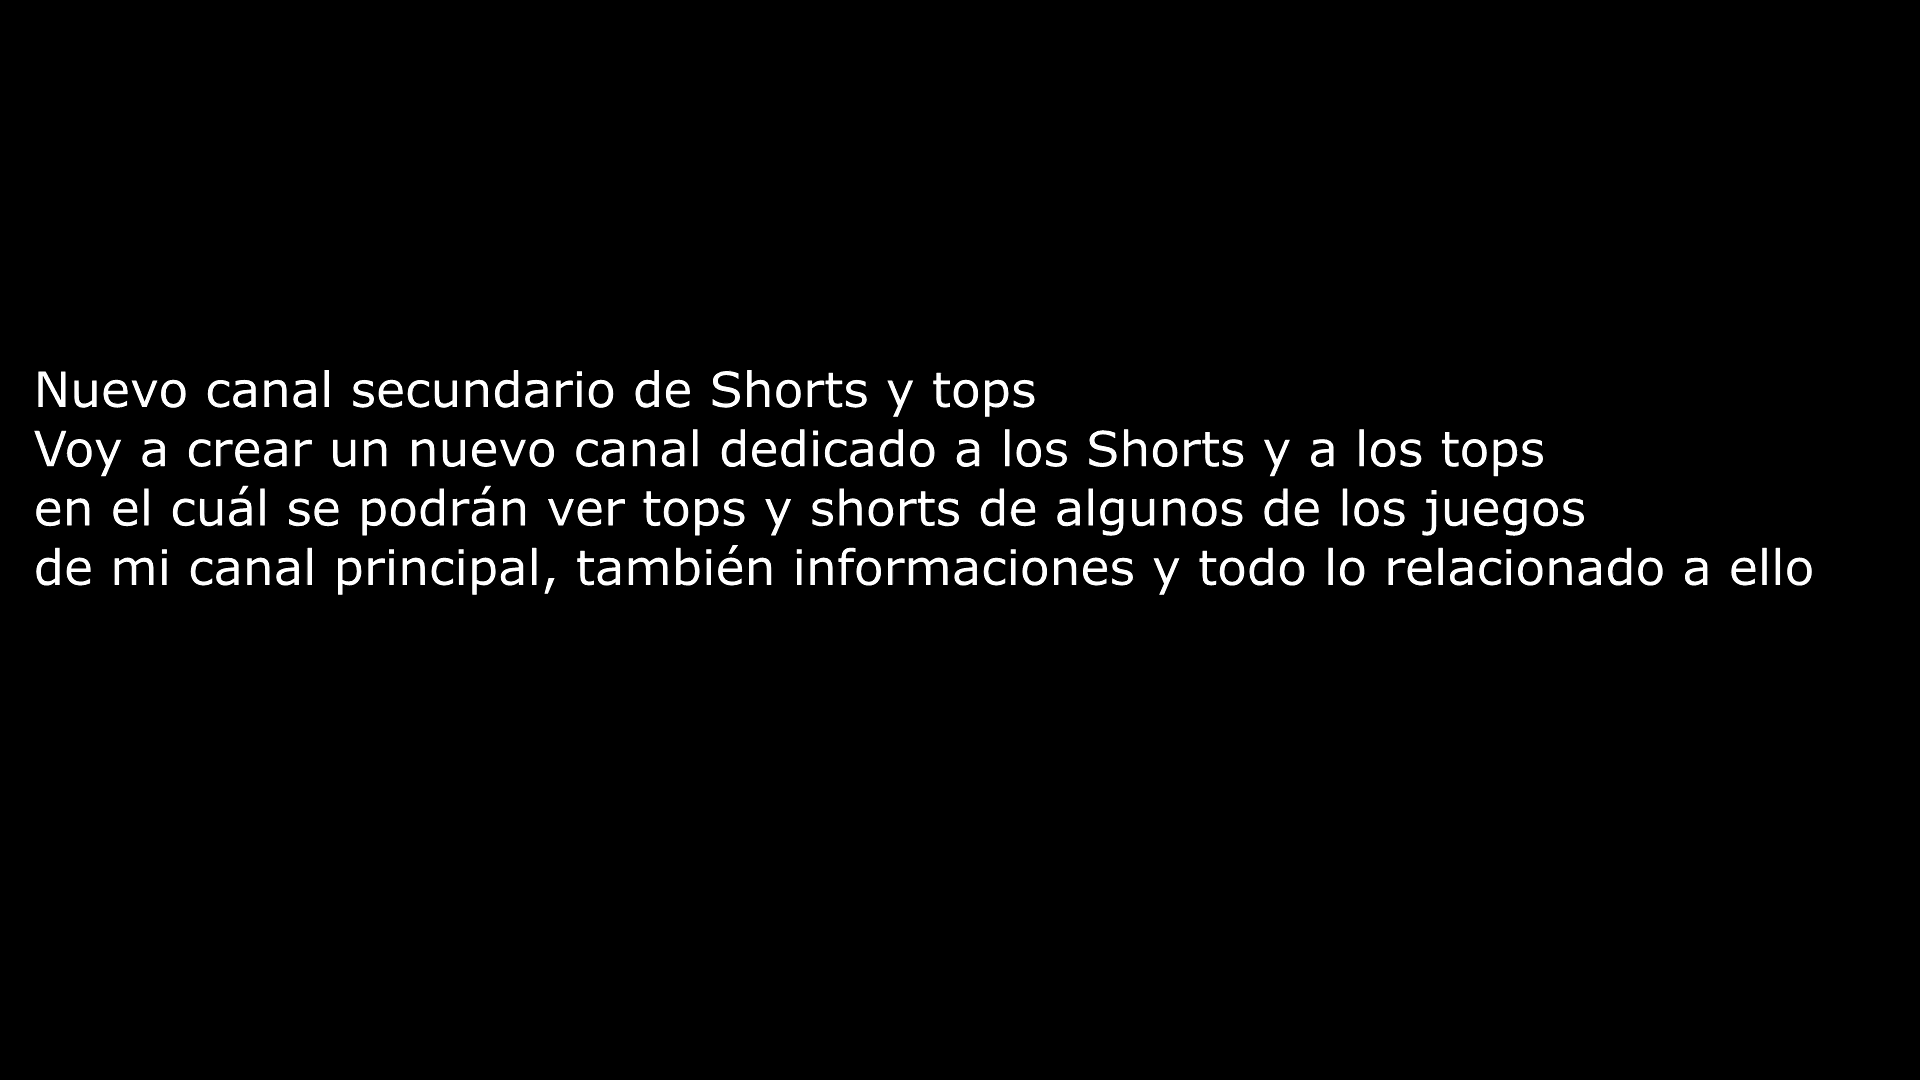 Nuevo canal secundario de Shorts y tops
Voy a crear un nuevo canal dedicado a los Shorts y a los tops
en el cuál se podrán ver tops y shorts de algunos de los juegos
de mi canal principal, también informaciones y todo lo relacionado a ello